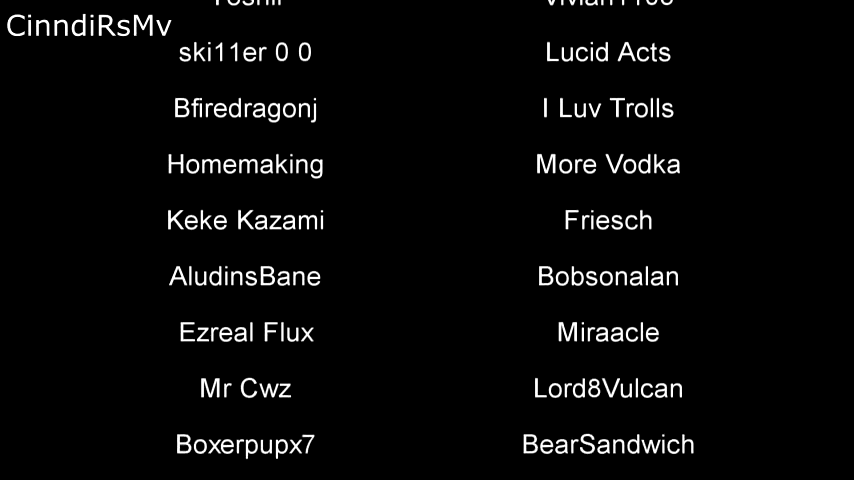 CinndiRsMv
ski11er 0 0 Lucid Acts
Bfiredragonj I Luv Trolls
Homemaking More Vodka
Keke Kazami Friesch
AludinsBane Bobsonalan
Ezreal Flux Miraacle
Mr Cwz Lord8Vulcan
Boxerpupx7 BearSandwich